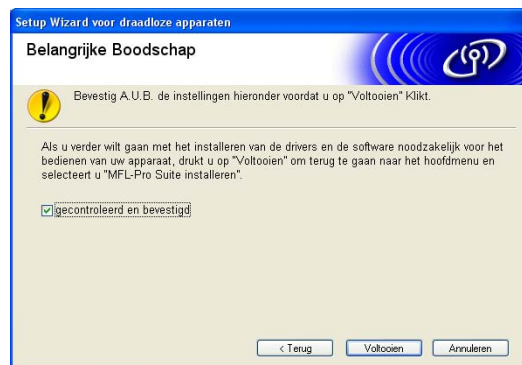 Setup Wizard voor draadloze apparaten
Belangrijke Boodschap
Bevestig A.U.B. de instellingen hieronder voordat u op "Voltooien" Klikt.
Als u verder wilt gaan met het installeren van de drivers en de software noodzakelijk voor het
bedienen van uw apparaat, drukt u op "Voltooien" om terug te gaan naar het hoofdmenu en
selecteert u "MFL-Pro Suite installeren".
gecontroleerd en bevestigd
< Terug
Voltooien
Annuleren